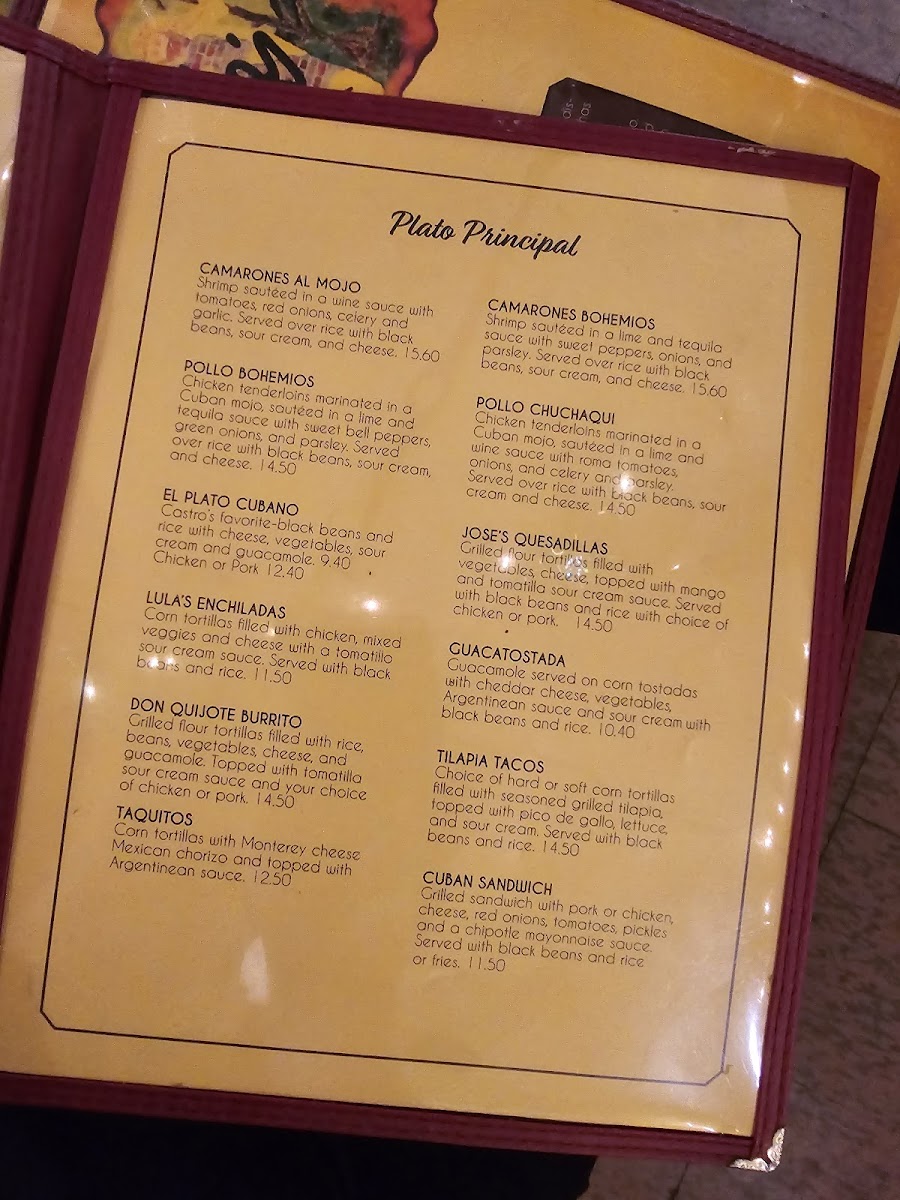 Plato Principal
CAMARONES AL MOJO
Shrimp sautéed in a wine sauce with
tomatoes, red onions, celery and
garlic. Served over rice with black
beans, sour cream, and cheese. 15.60
POLLO BOHEMIOS
Chicken tenderloins marinated in a
Cuban mojo, sautéed in a lime and
tequila sauce with sweet bell peppers,
green onions, and parsley. Served
over rice with black beans, sour cream,
and cheese. 14.50
EL PLATO CUBANO
Castro's favorite-black beans and
rice with cheese, vegetables, sour
cream and guacamole. 9.40
Chicken or Pork 12.40
LULA'S ENCHILADAS
Corn tortillas filled with chicken, mixed
veggies and cheese with a tomatillo
sour cream sauce. Served with black
beans and rice. 11.50
DON QUIJOTE BURRITO
Grilled flour tortillas filled with rice,
beans, vegetables, cheese, and
guacamole. Topped with tomatilla
sour cream sauce and your choice
of chicken or pork. 14.50
TAQUITOS
Corn tortillas with Monterey cheese
Mexican chorizo and topped with
Argentinean sauce. 12.50
CAMARONES BOHEMIOS
Shrimp sautéed in a lime and tequila
sauce with sweet peppers, onions, and
parsley. Served over rice with black
beans, sour cream, and cheese. 15.60
POLLO CHUCHAQUI
Chicken tenderloins marinated in a
Cuban mojo, sautéed in a lime and
wine sauce with roma tomatoes,
onions, and celery and parsley.
Served over rice with black beans, sour
cream and cheese. 14.50
JOSE'S QUESADILLAS
Grilled flour tortillas filled with
vegetables, cheese, topped with mango
and tomatilla sour cream sauce. Served
with black beans and rice with choice of
chicken or pork. 14.50
GUACATOSTADA
Guacamole served on corn tostadas
with cheddar cheese, vegetables,
Argentinean sauce and sour cream with
black beans and rice. 10.40
TILAPIA TACOS
Choice of hard or soft corn tortillas
filled with seasoned grilled tilapia,
topped with pico de gallo, lettuce,
and sour cream. Served with black
beans and rice. 14.50
CUBAN SANDWICH
Grilled sandwich with pork or chicken,
cheese, red onions, tomatoes, pickles
and a chipotle mayonnaise sauce.
Served with black beans and rice
or fries. 11.50